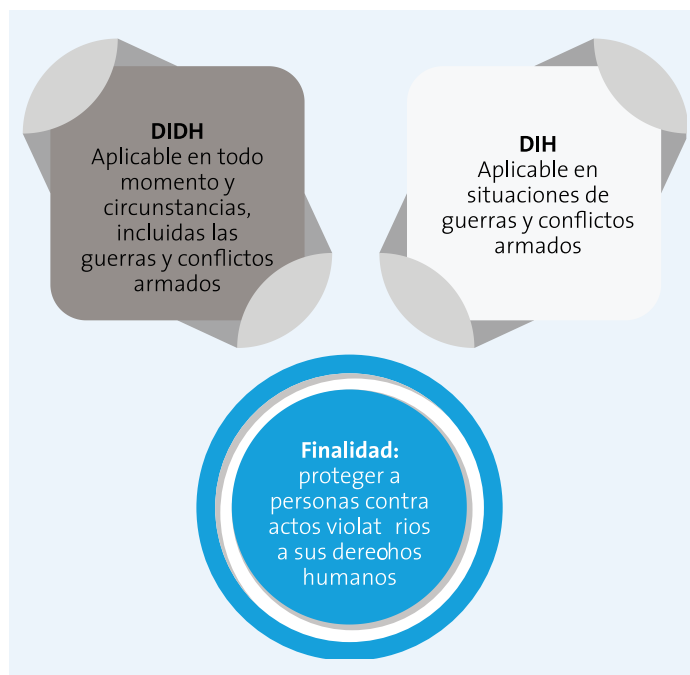 DIDH
Aplicable en todo
momento y
circunstancias,
incluidas las
guerras y conflictos
armados
DIH
Aplicable en
situaciones de
guerras y conflictos
armados
Finalidad:
proteger a
personas contra
actos violat rios
a sus dereohos
humanos